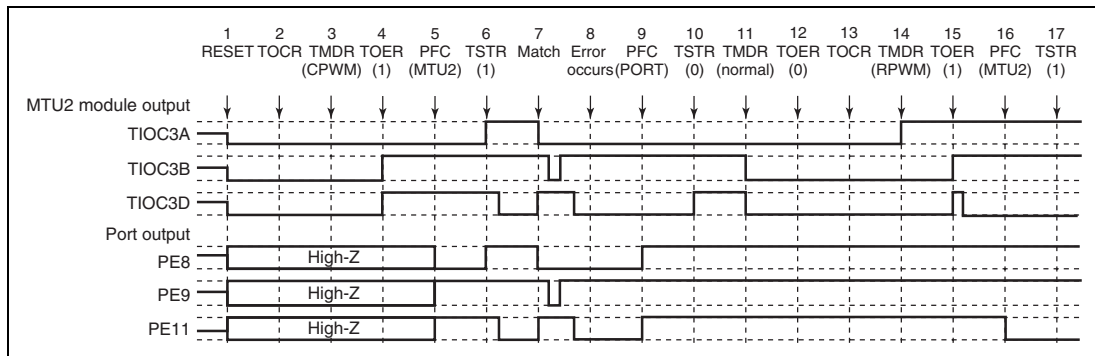 1 2 3 4 5 6 7 8 9 10 11 12 13 14 15 16 17
RESET TOCR TMDR TOER PFC TSTR Match Error PFC TSTR TMDR TOER TOCR TMDR TOER PFC TSTR
(CPWM) (1) (MTU2) (1) occurs (PORT) (0) (normal) (0) (RPWM) (1) (MTU2) (1)
MTU2 module output
TIOC3A
TIOC3B
TIOC3D
Port output
PE8 High-Z
PE9 High-Z
PE11 High-Z